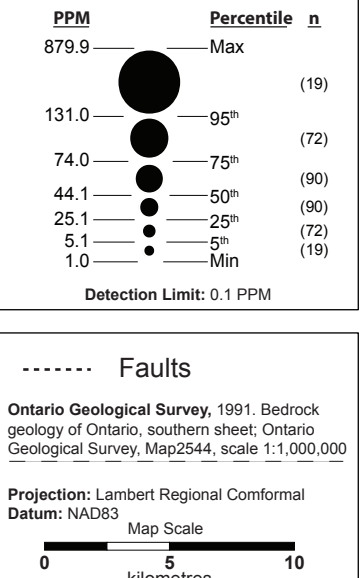 PPM Percentile n
879.9 Max
(19)
131.0 95th
(72)
74.0 75th
(90)
44.1 50th
(90)
25.1 25th
(72)
5.1 5th
(19)
1.0 Min
Detection Limit: 0.1 PPM
Faults
Ontario Geological Survey, 1991. Bedrock
geology of Ontario, southern sheet; Ontario
Geological Survey, Map2544, scale 1:1,000,000
Projection: Lambert Regional Comformal
Datum: NAD83
Map Scale
0 5 10
kilometres